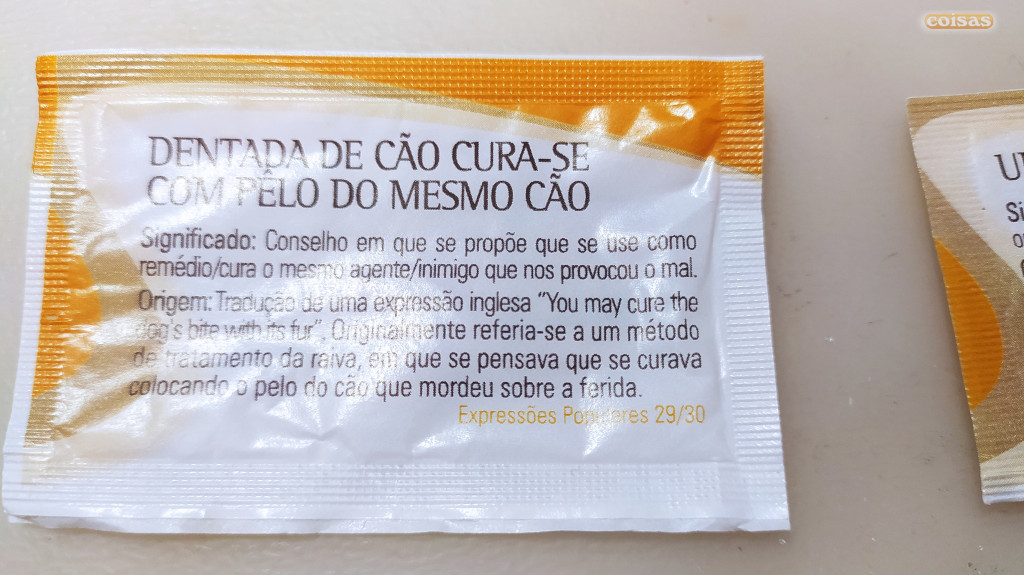 coisas
DENTADA DE CÃO CURA-SE
COM PÊLO DO MESMO CÃO
Significado: Conselho em que se propõe que se use como
remédio/cura o mesmo agente/inimigo que nos provocou o mal.
Origem: Tradução de uma expressão inglesa "You may cure the
dog's bite with its fur". Originalmente referia-se a um método
de tratamento da raiva, em que se pensava que se curava
colocando o pelo do cão que mordeu sobre a ferida.
Expressões Populares 29/30